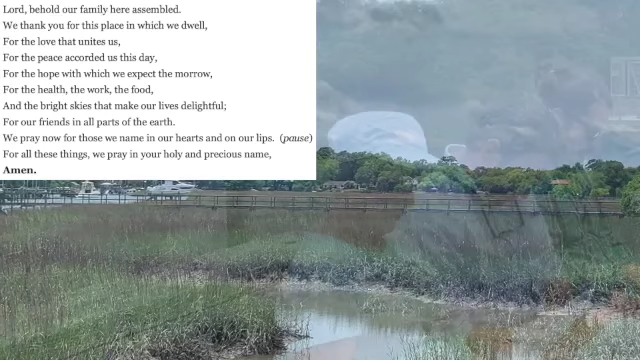 Lord, behold our family here assembled.
We thank you for this place in which we dwell,
For the love that unites us,
For the peace accorded us this day,
For the hope with which we expect the morrow,
For the health, the work, the food,
And the bright skies that make our lives delightful;
For our friends in all parts of the earth.
We pray now for those we name in our hearts and on our lips. (pause)
For all these things, we pray in your holy and precious name,
Amen.